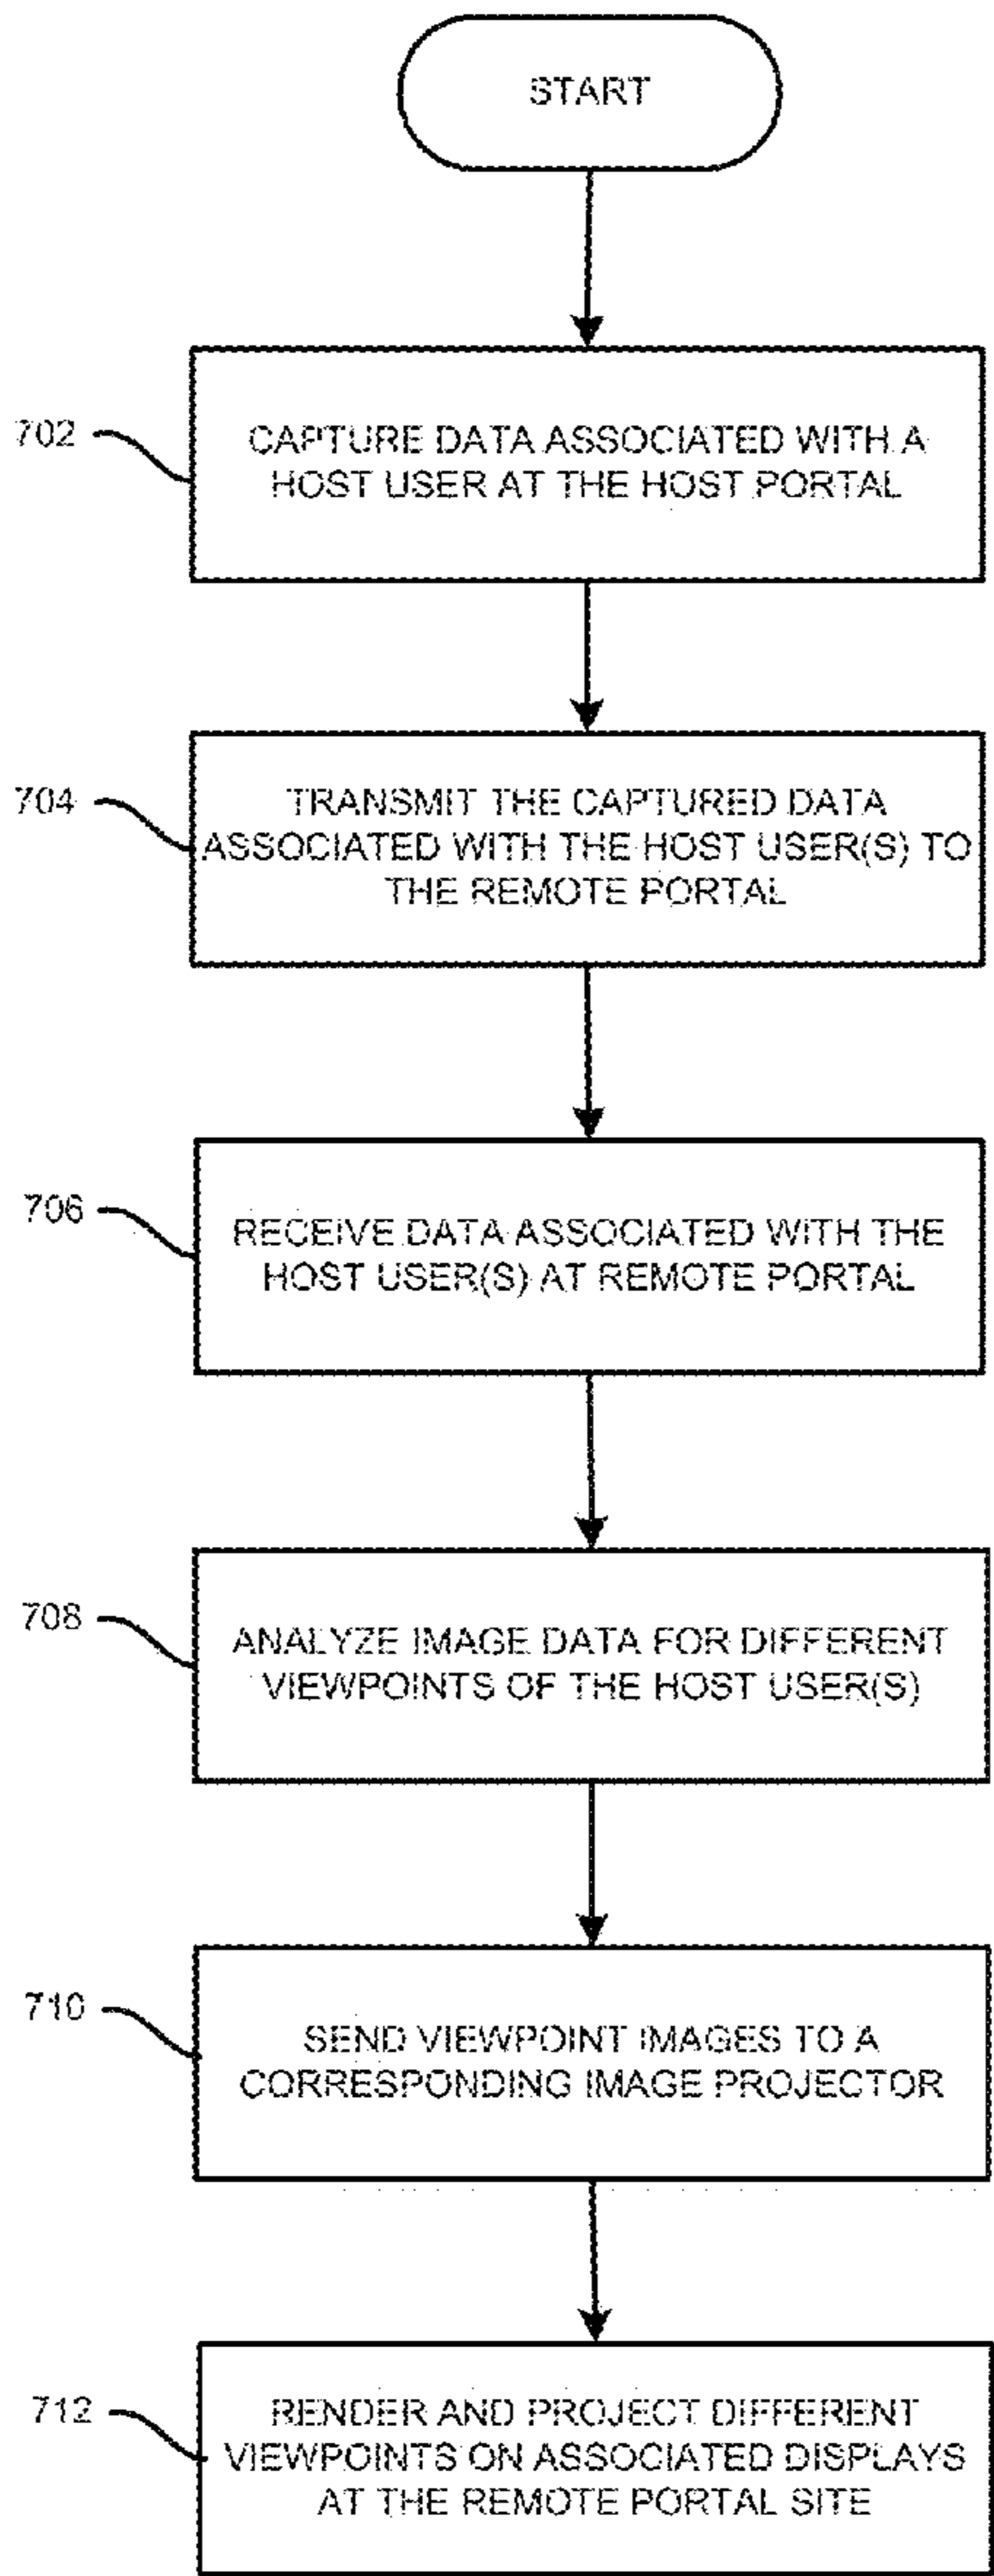 START
702
CAPTURE DATA ASSOCIATED WITH A
HOST USER AT THE HOST PORTAL
704
TRANSMIT THE CAPTURED DATA
ASSOCIATED WITH THE HOST USER(S) TO
THE REMOTE PORTAL
706
RECEIVE DATA ASSOCIATED WITH THE
HOST USER(S) AT REMOTE PORTAL
708
ANALYZE IMAGE DATA FOR DIFFERENT
VIEWPOINTS OF THE HOST USER(S)
710
SEND VIEWPOINT IMAGES TO A
CORRESPONDING IMAGE PROJECTOR
712
RENDER AND PROJECT DIFFERENT
VIEWPOINTS ON ASSOCIATED DISPLAYS
AT THE REMOTE PORTAL SITE